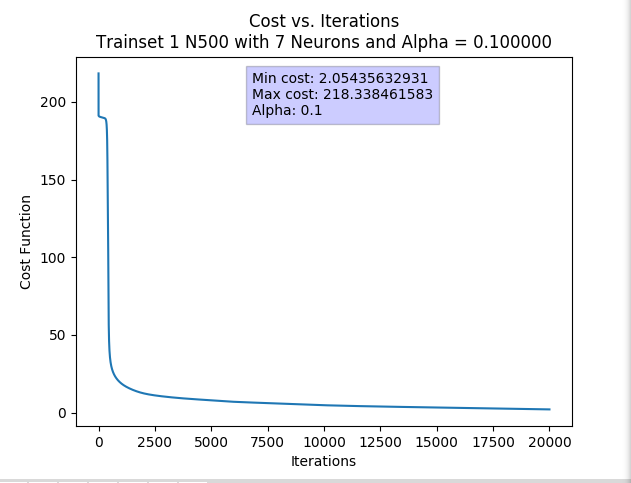 Cost vs. Iterations
Trainset 1 N500 with 7 Neurons and Alpha = 0.100000
Min cost: 2.05435632931
Max cost: 218.338461583
Alpha: 0.1
200
150
100
50
0
Cost Function
0 2500 5000 7500 10000 12500 15000 17500 20000
Iterations